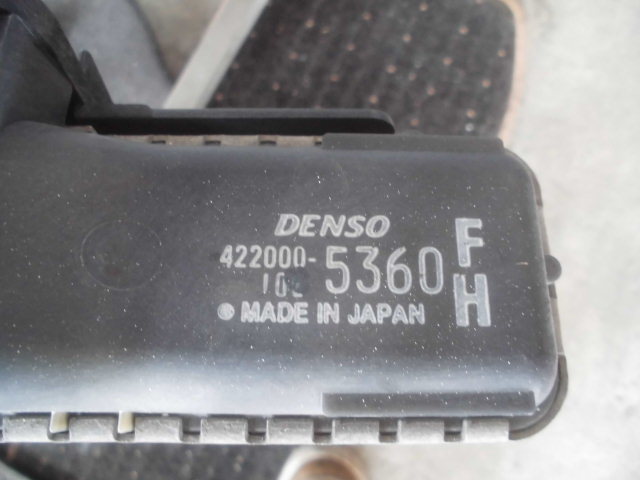 DENSO
422000-5360 F
H
MADE IN JAPAN